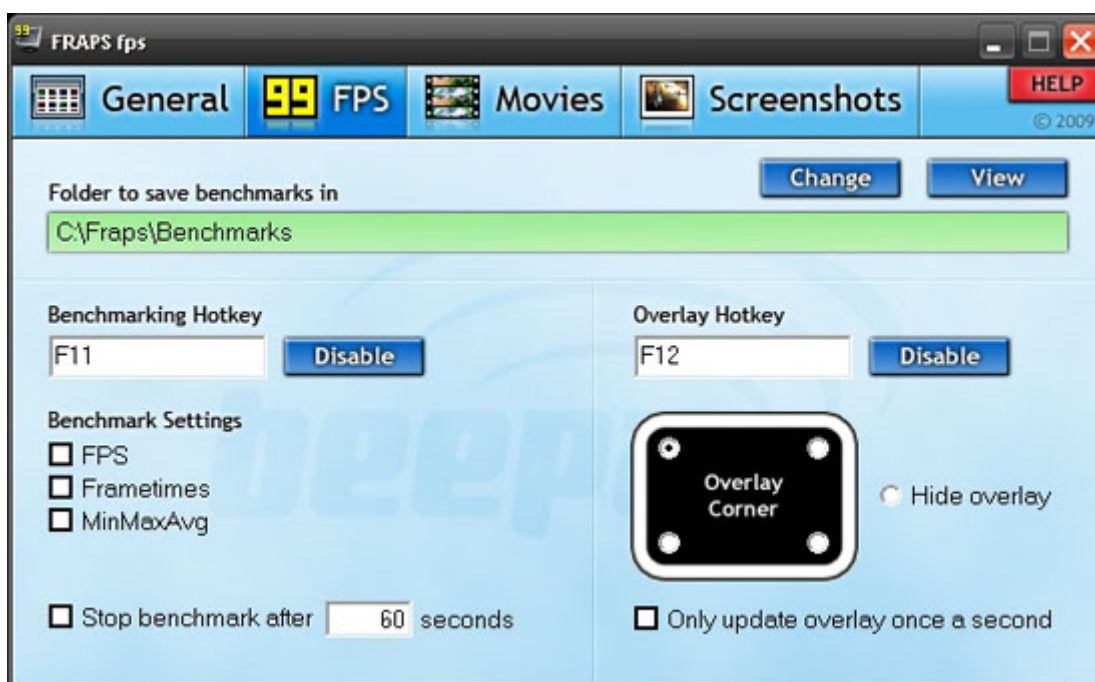 99
FRAPS fps
General
99 FPS
Movies
Screenshots
HELP
© 2009
Folder to save benchmarks in
Change
View
C:\Fraps\Benchmarks
Benchmarking Hotkey
Overlay Hotkey
F11
Disable
F12
Disable
Benchmark Settings
FPS
Frametimes
MinMaxAvg
Overlay
Corner
Hide overlay
Stop benchmark after 60 seconds
Only update overlay once a second